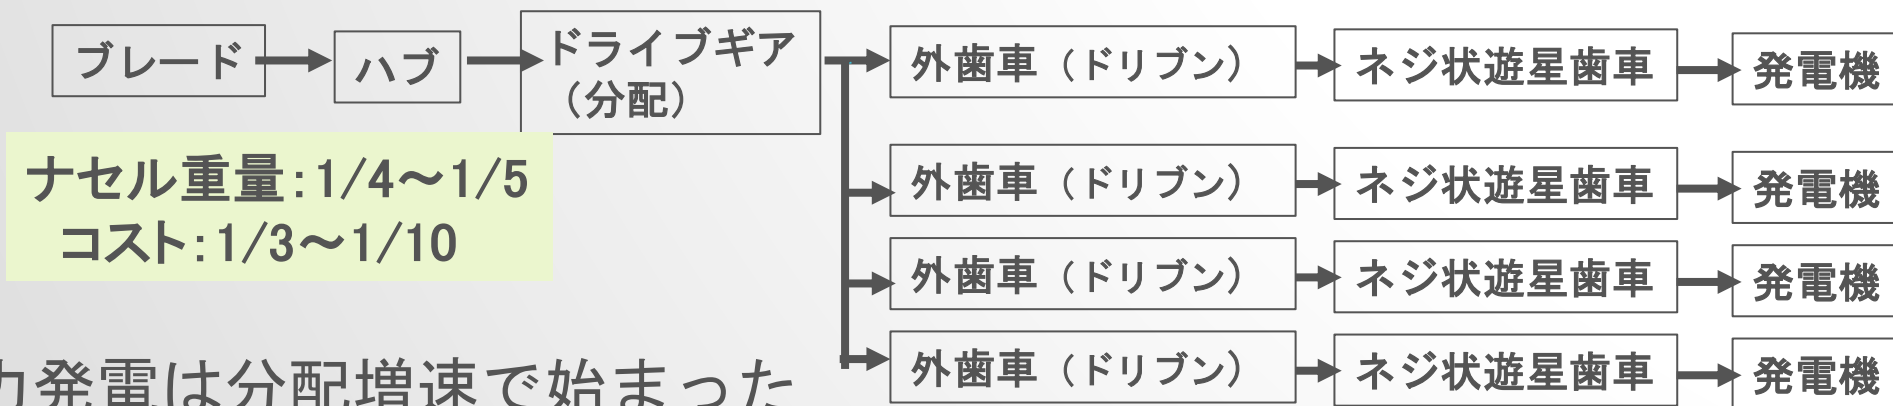 ブレード
ハブ
ドライブギア
（分配）
外歯車（ドリブン）
ネジ状遊星歯車
発電機
ナセル重量:1/4～1/5
コスト:1/3～1/10
外歯車（ドリブン）
ネジ状遊星歯車
発電機
外歯車（ドリブン）
ネジ状遊星歯車
発電機
外歯車（ドリブン）
ネジ状遊星歯車
発電機
力発電は分配増速で始まった